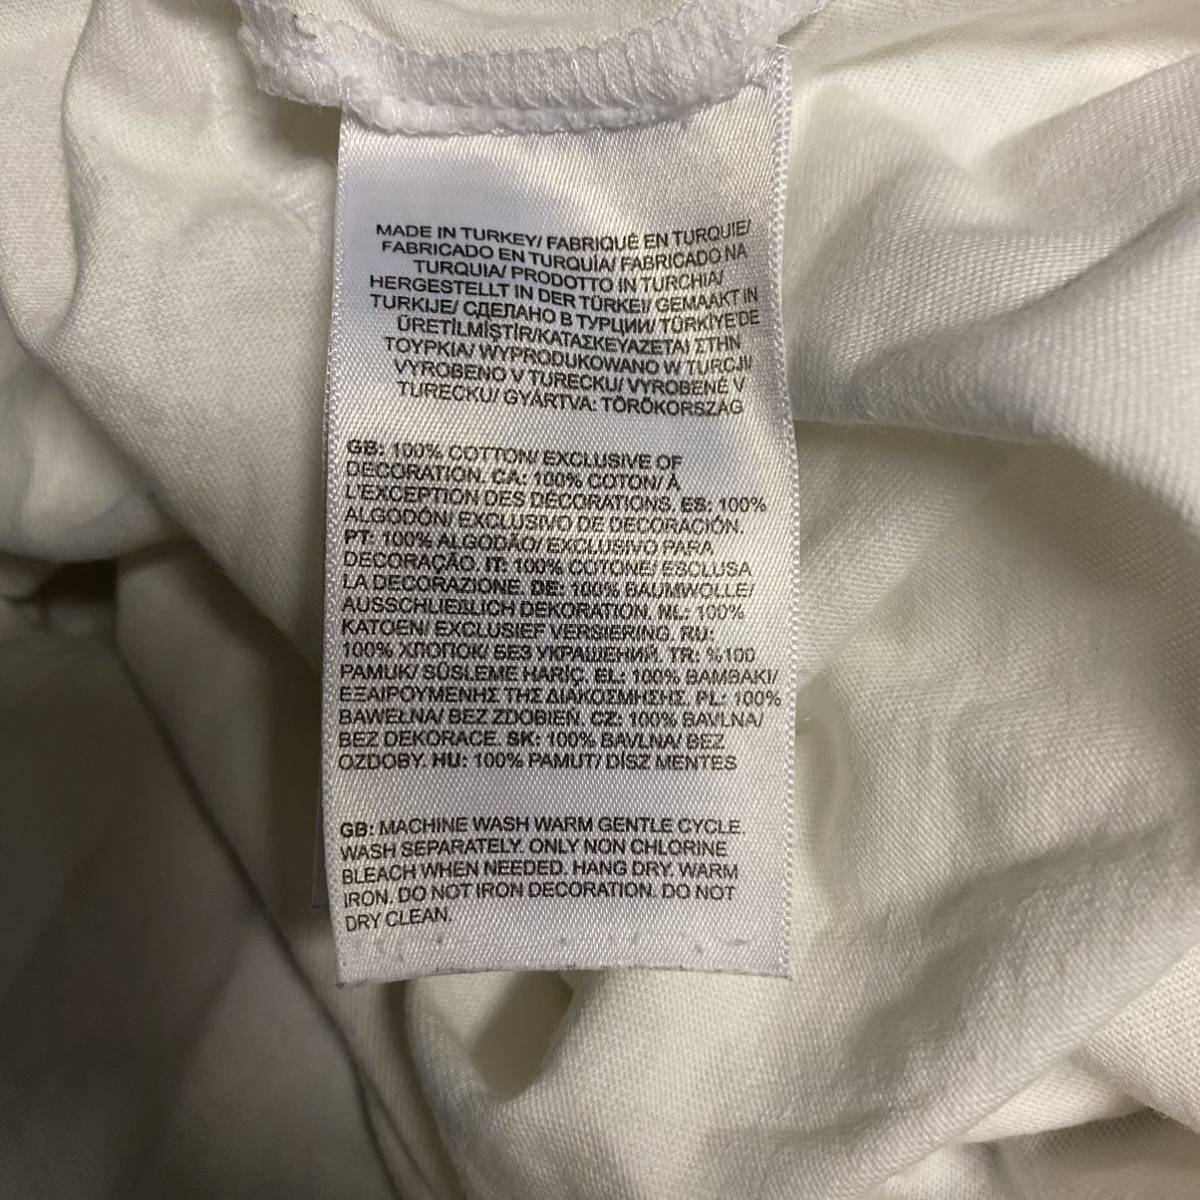 MADE IN TURKEY/ FABRIQUÉ EN TURQUIE/
FABRICADO EN TURQUÍA/ FABRICADO NA
TURQUIA/ PRODOTTO IN TURCHIA/
HERGESTELLT IN DER TÜRKEI/ GEMAAKT IN
TURKIJE/ СДЕЛАНО В ТУРЦИИ/ TÜRKİYE'DE
ÜRETİLMİŞTİR/ΚΑΤΑΣΚΕΥΑΖΕΤΑΙ ΣΤΗΝ
ΤΟΥΡΚΙΑ/ WYPRODUKOWANO W TURCJI/
VYROBENO V TURECKU/ VYROBENÉ V
TURECKU/ GYÁRTVA: TÖRÖKORSZÁG
GB: 100% COTTON/ EXCLUSIVE OF
DECORATION. CA: 100% COTON/ À
L'EXCEPTION DES DÉCORATIONS. ES: 100%
ALGODÓN/ EXCLUSIVO DE DECORACIÓN.
PT: 100% ALGODÃO/ EXCLUSIVO PARA
DECORAÇÃO. IT: 100% COTONE/ ESCLUSA
LA DECORAZIONE. DE: 100% BAUMWOLLE/
AUSSCHLIEßLICH DEKORATION. NL: 100%
KATOEN/ EXCLUSIEF VERSIERING. RU:
100% ХЛОПОК/ БЕЗ УКРАШЕНИЙ. TR: %100
PAMUK/ SÜSLEME HARİÇ. EL: 100% ΒΑΜΒΑΚΙ/
ΕΞΑΙΡΟΥΜΕΝΗΣ ΤΗΣ ΔΙΑΚΟΣΜΗΣΗΣ. PL: 100%
BAWEŁNA/ BEZ ZDOBIEŃ. CZ: 100% BAVLNA/
BEZ DEKORACE. SK: 100% BAVLNA/ BEZ
OZDOBY. HU: 100% PAMUT/ DÍSZ MENTES
GB: MACHINE WASH WARM GENTLE CYCLE.
WASH SEPARATELY. ONLY NON CHLORINE
BLEACH WHEN NEEDED. HANG DRY. WARM
IRON. DO NOT IRON DECORATION. DO NOT
DRY CLEAN.